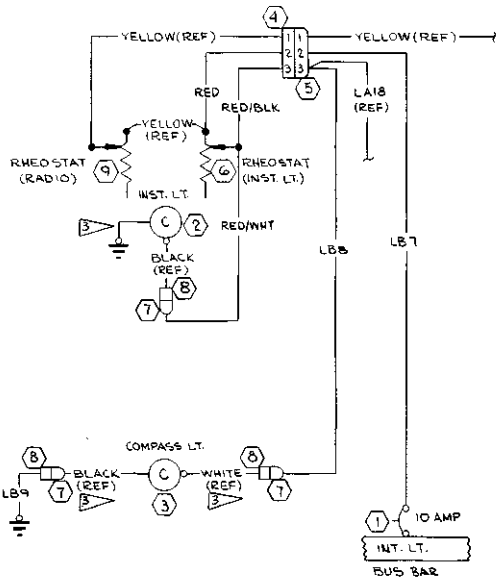 4
YELLOW(REF)
1 1
YELLOW(REF)
2 2
3 3
5
RED
RED/BLK
LA18
(REF)
YELLOW
(REF)
RHEOSTAT
(RADIO)
9
6
RHEOSTAT
(INST. LT.)
INST. LT.
3
C
2
RED/WHT
BLACK
(REF)
8
7
LB8
LB7
COMPASS LT.
8
BLACK
(REF)
C
WHITE
(REF)
8
7
3
3
3
7
LB9
1
10 AMP
INT. LT.
BUS BAR